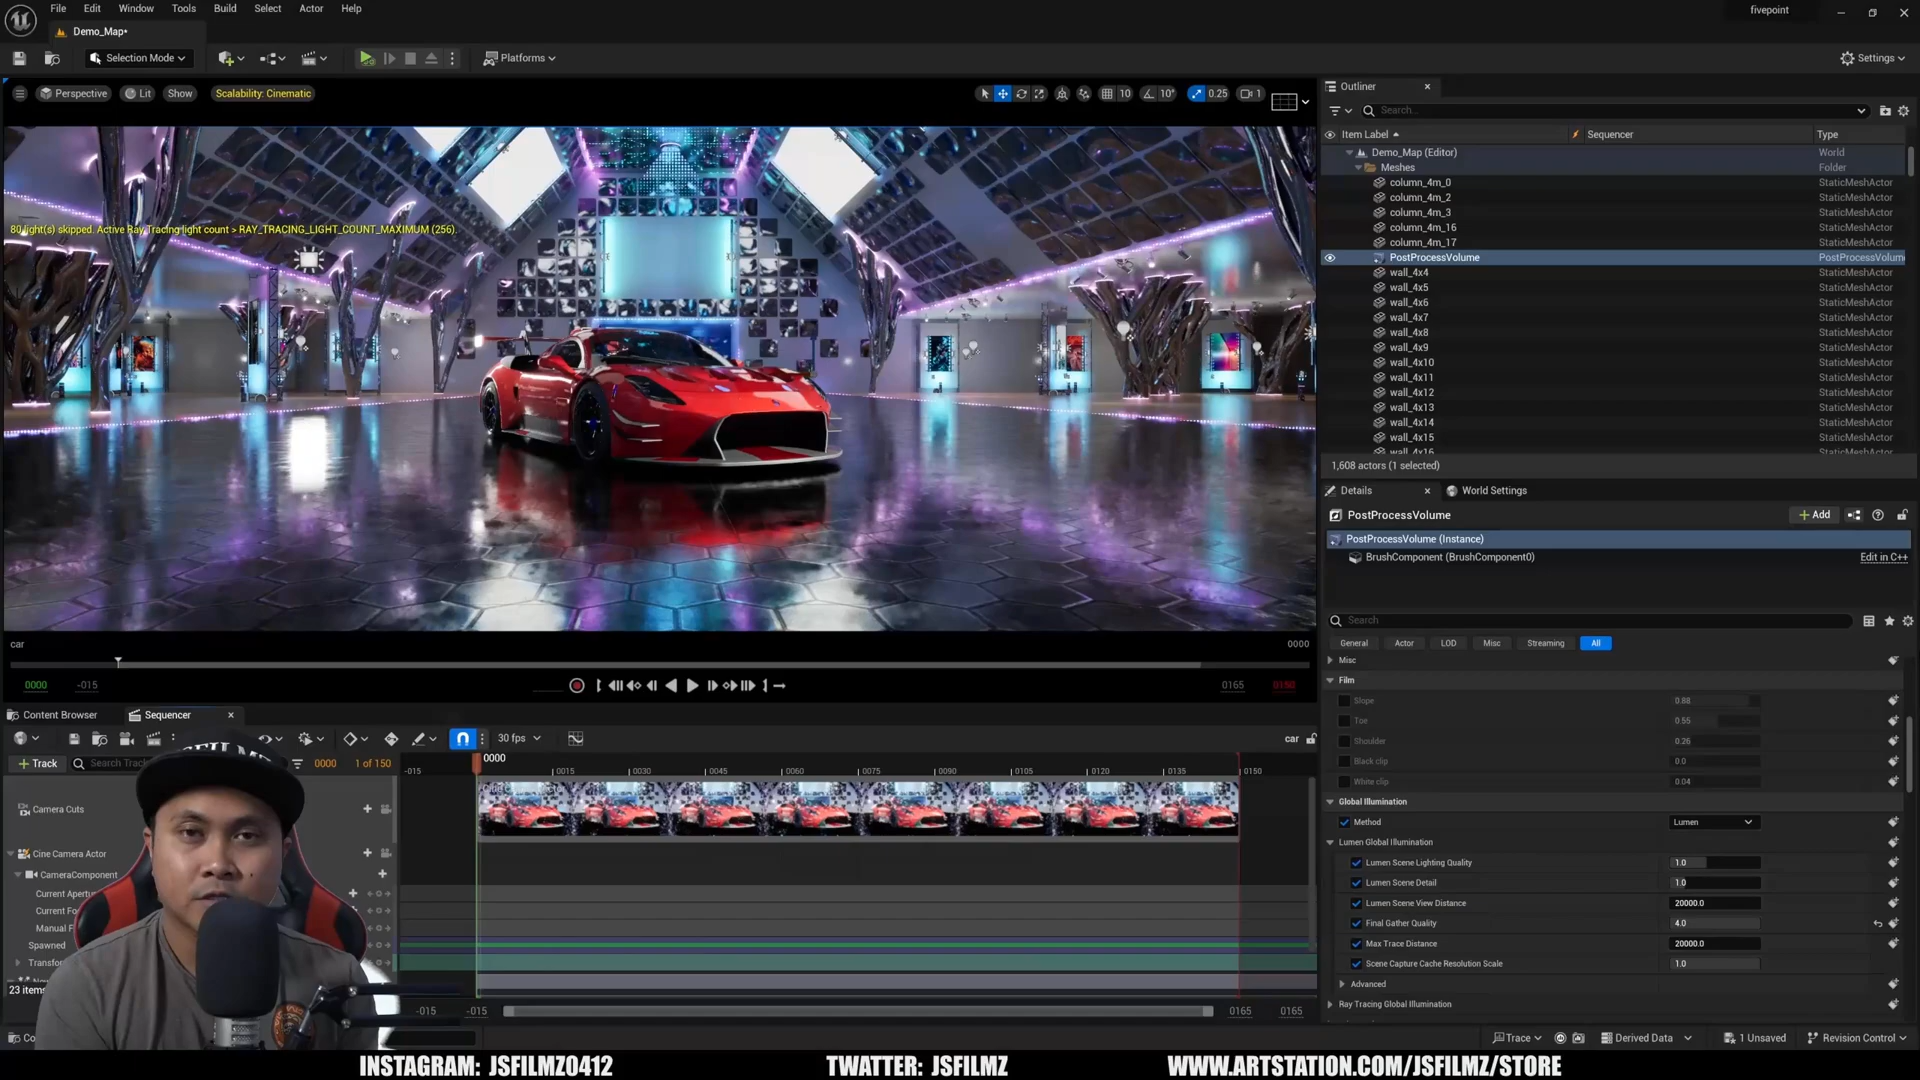 File Edit Window Tools Build Select Actor Help
fivepoint
Demo_Map•
Selection Mode
Platforms
Settings
Perspective Lit Show Scalability: Cinematic
10 10° 0.25 1
80 light(s) skipped. Active Ray Tracing light count > RAY_TRACING_LIGHT_COUNT_MAXIMUM (256).
car 0000
0000 -015 0165 0150
Content Browser Sequencer
30 fps car
Track 0000 1 of 150
-015 0000 0015 0030 0045 0060 0075 0090 0105 0120 0135 0150
Camera Cuts
Cine Camera Actor
CameraComponent
Current Apertu
Current Fo
Manual F
Spawned
Transfo
23 items
-015 -015 0165 0165
Outliner
Search...
Item Label Sequencer Type
Demo_Map (Editor) World
Meshes Folder
column_4m_0 StaticMeshActor
column_4m_2 StaticMeshActor
column_4m_3 StaticMeshActor
column_4m_16 StaticMeshActor
column_4m_17 StaticMeshActor
PostProcessVolume PostProcessVolume
wall_4x4 StaticMeshActor
wall_4x5 StaticMeshActor
wall_4x6 StaticMeshActor
wall_4x7 StaticMeshActor
wall_4x8 StaticMeshActor
wall_4x9 StaticMeshActor
wall_4x10 StaticMeshActor
wall_4x11 StaticMeshActor
wall_4x12 StaticMeshActor
wall_4x13 StaticMeshActor
wall_4x14 StaticMeshActor
wall_4x15 StaticMeshActor
wall_4x16 StaticMeshActor
1,608 actors (1 selected)
Details World Settings
PostProcessVolume Add
PostProcessVolume (Instance)
BrushComponent (BrushComponent0) Edit in C++
Search
General Actor LOD Misc Streaming All
Misc
Film
Slope 0.88
Toe 0.55
Shoulder 0.26
Black clip 0.0
White clip 0.04
Global Illumination
Method Lumen
Lumen Global Illumination
Lumen Scene Lighting Quality 1.0
Lumen Scene Detail 1.0
Lumen Scene View Distance 20000.0
Final Gather Quality 4.0
Max Trace Distance 20000.0
Scene Capture Cache Resolution Scale 1.0
Advanced
Ray Tracing Global Illumination
Trace Derived Data 1 Unsaved Revision Control
INSTAGRAM: JSFILMZ0412 TWATTER: JSFILMZ WWW.ARTSTATION.COM/JSFILMZ/STORE